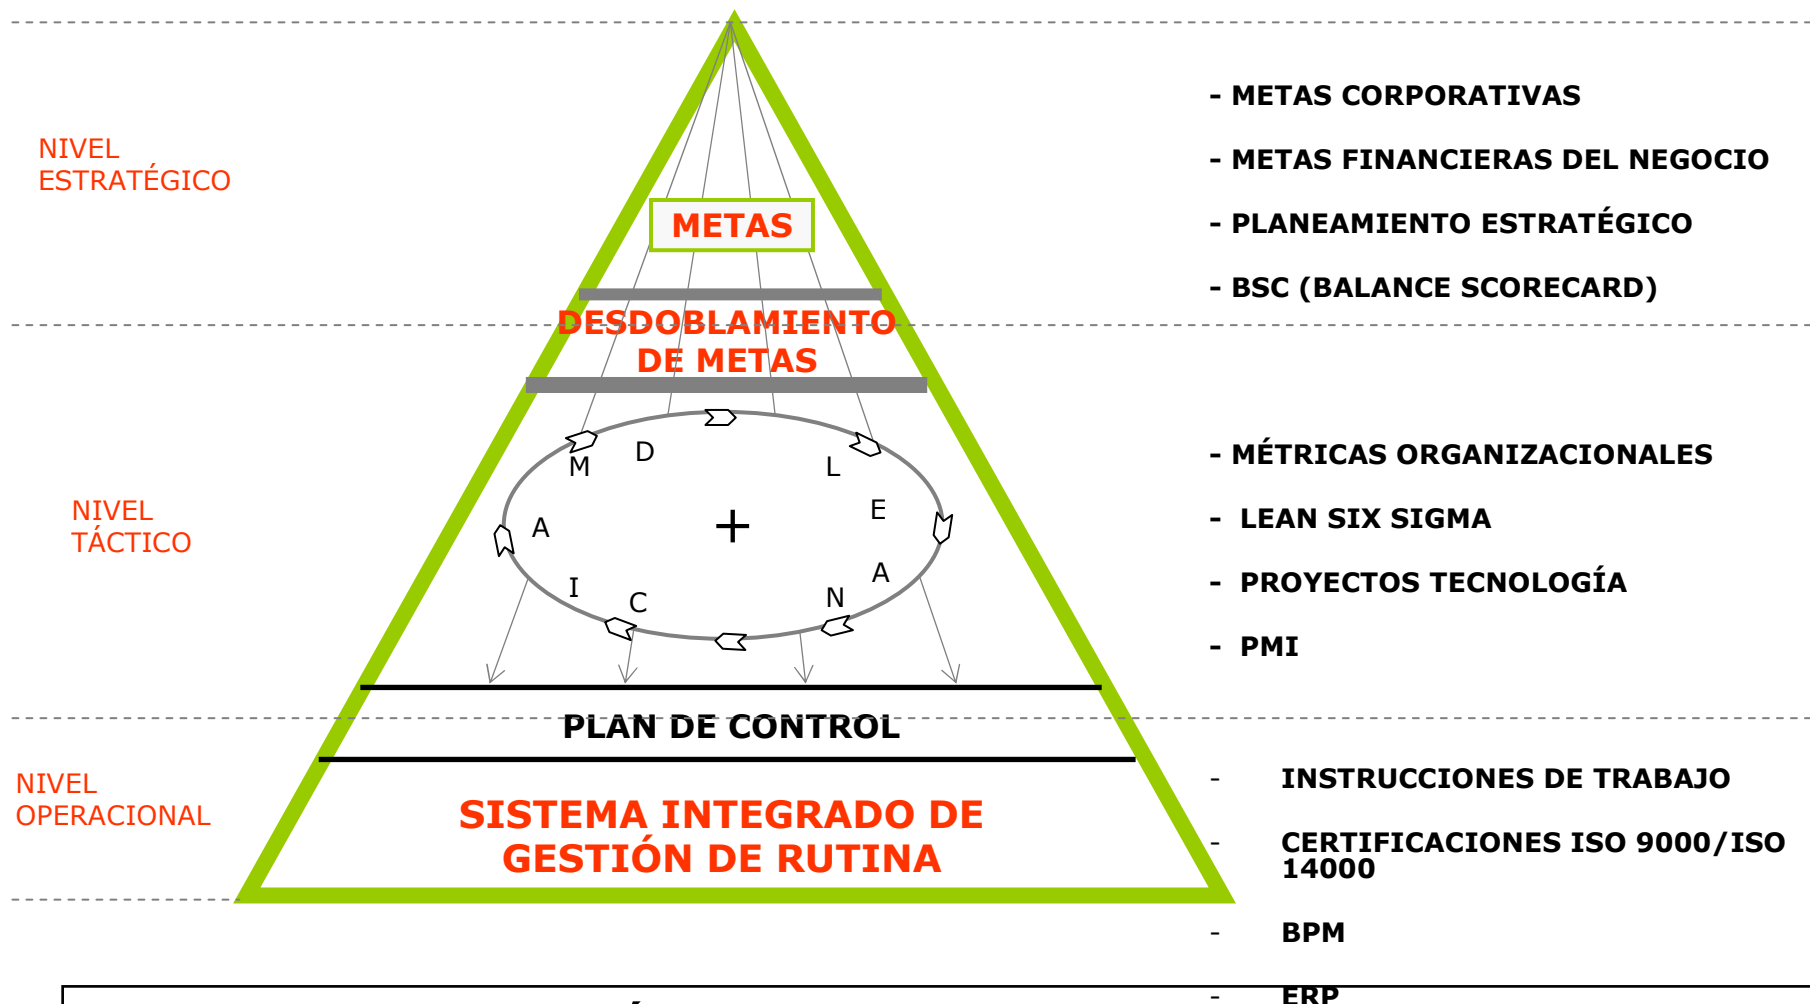 NIVEL
ESTRATÉGICO
METAS
- METAS CORPORATIVAS
- METAS FINANCIERAS DEL NEGOCIO
- PLANEAMIENTO ESTRATÉGICO
- BSC (BALANCE SCORECARD)
DESDOBLAMIENTO
DE METAS
NIVEL
TÁCTICO
D
M
A
I
C
L
E
A
N
+
- MÉTRICAS ORGANIZACIONALES
- LEAN SIX SIGMA
- PROYECTOS TECNOLOGÍA
- PMI
PLAN DE CONTROL
NIVEL
OPERACIONAL
SISTEMA INTEGRADO DE
GESTIÓN DE RUTINA
- INSTRUCCIONES DE TRABAJO
- CERTIFICACIONES ISO 9000/ISO
14000
- BPM
- ERP